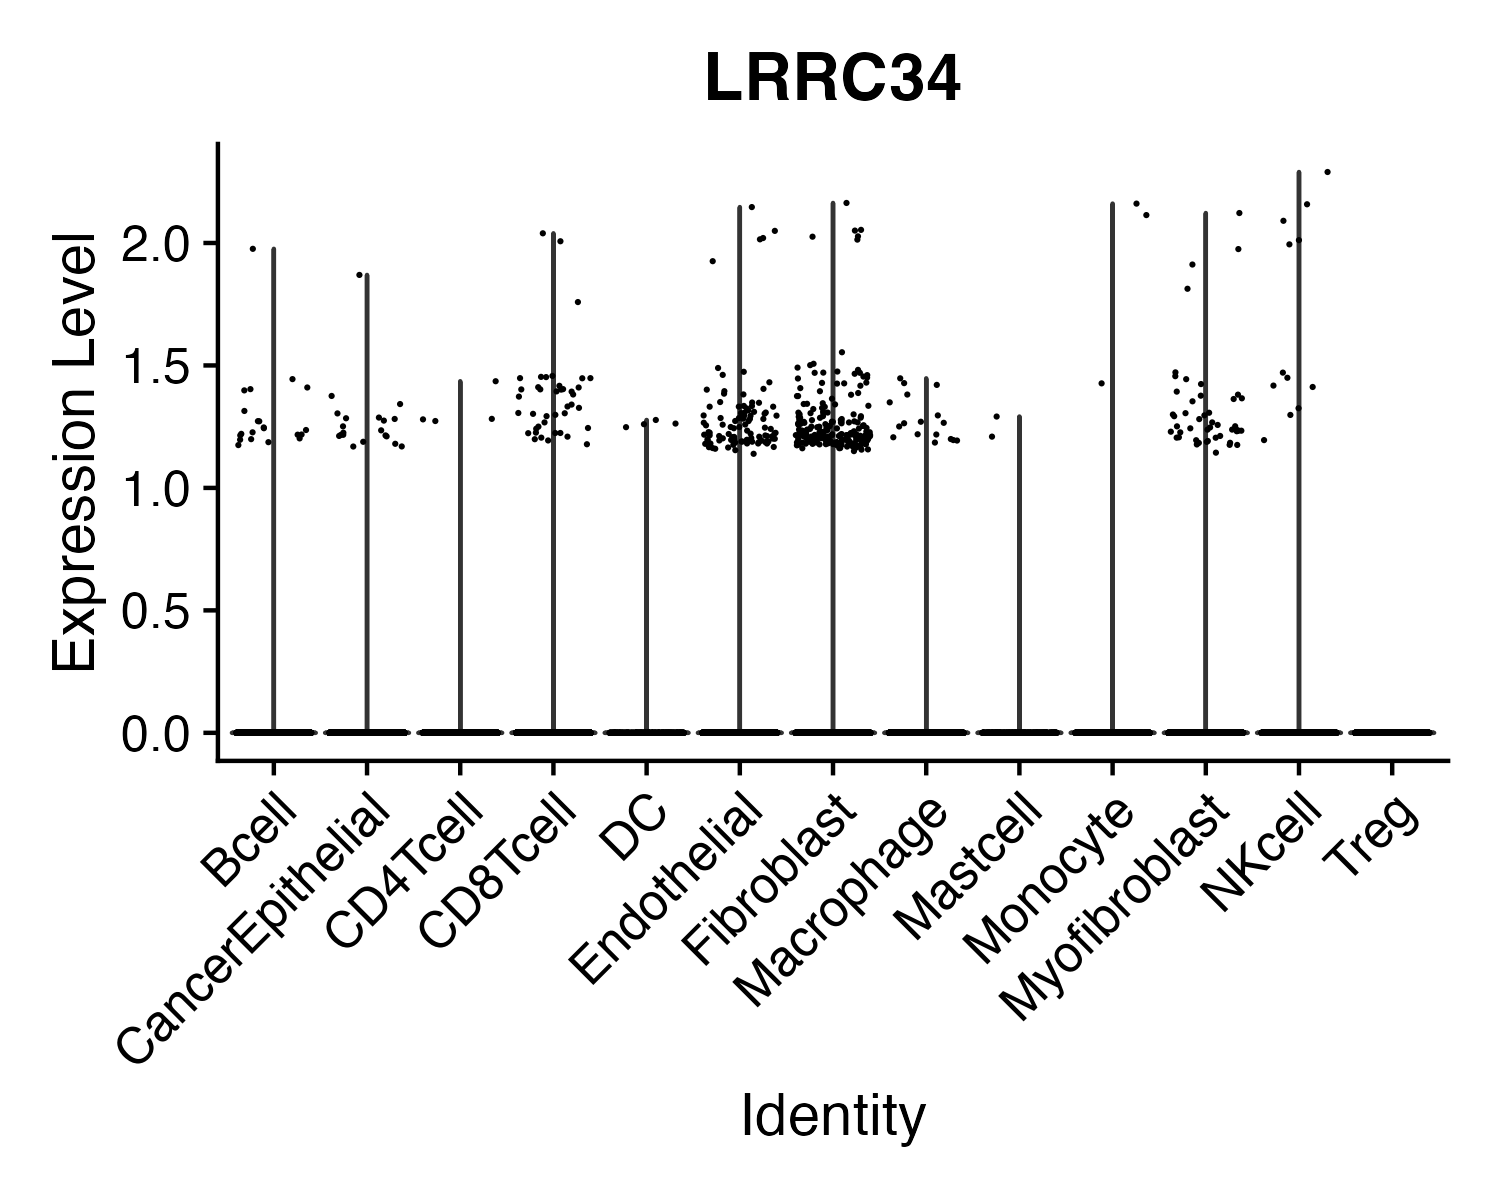 LRRC34
Expression Level
2.0
1.5
1.0
0.5
0.0
Bcell
CancerEpithelial
CD4Tcell
CD8Tcell
DC
Endothelial
Fibroblast
Macrophage
Mastcell
Monocyte
Myofibroblast
NKcell
Treg
Identity